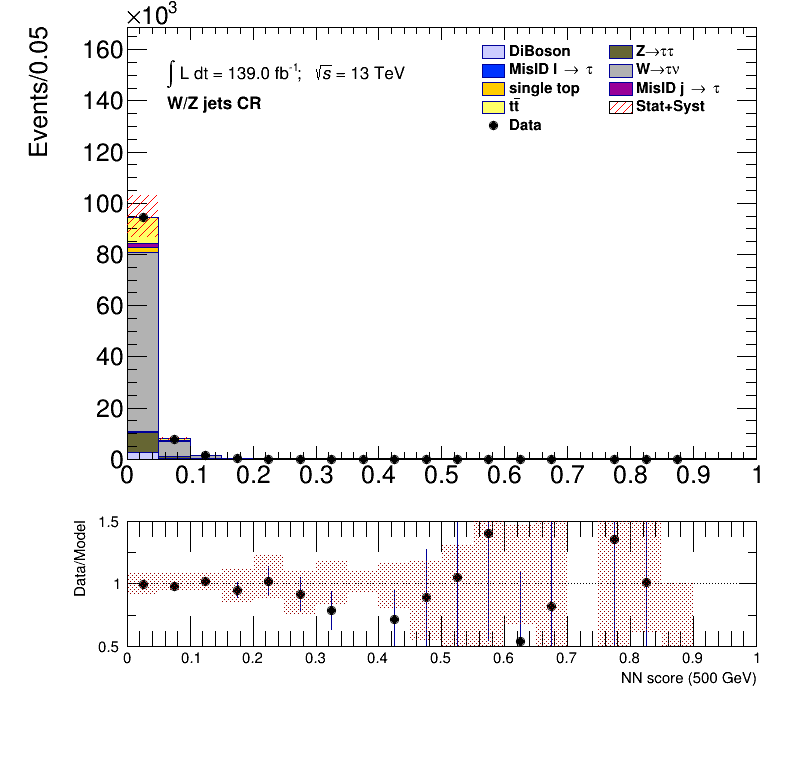 ×10³
Events/0.05
160
140
120
100
80
60
40
20
0
∫ L dt = 139.0 fb⁻¹; √s = 13 TeV
W/Z jets CR
DiBoson
MisID l → τ
single top
tt̄
Data
Z→ττ
W→τν
MisID j → τ
Stat+Syst
0 0.1 0.2 0.3 0.4 0.5 0.6 0.7 0.8 0.9 1
Data/Model
1.5
1
0.5
0 0.1 0.2 0.3 0.4 0.5 0.6 0.7 0.8 0.9 1
NN score (500 GeV)